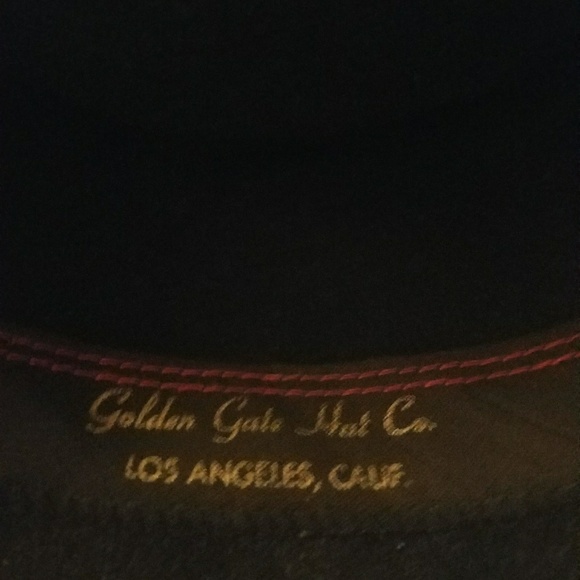 Golden Gate Hat Co.
LOS ANGELES, CALIF.